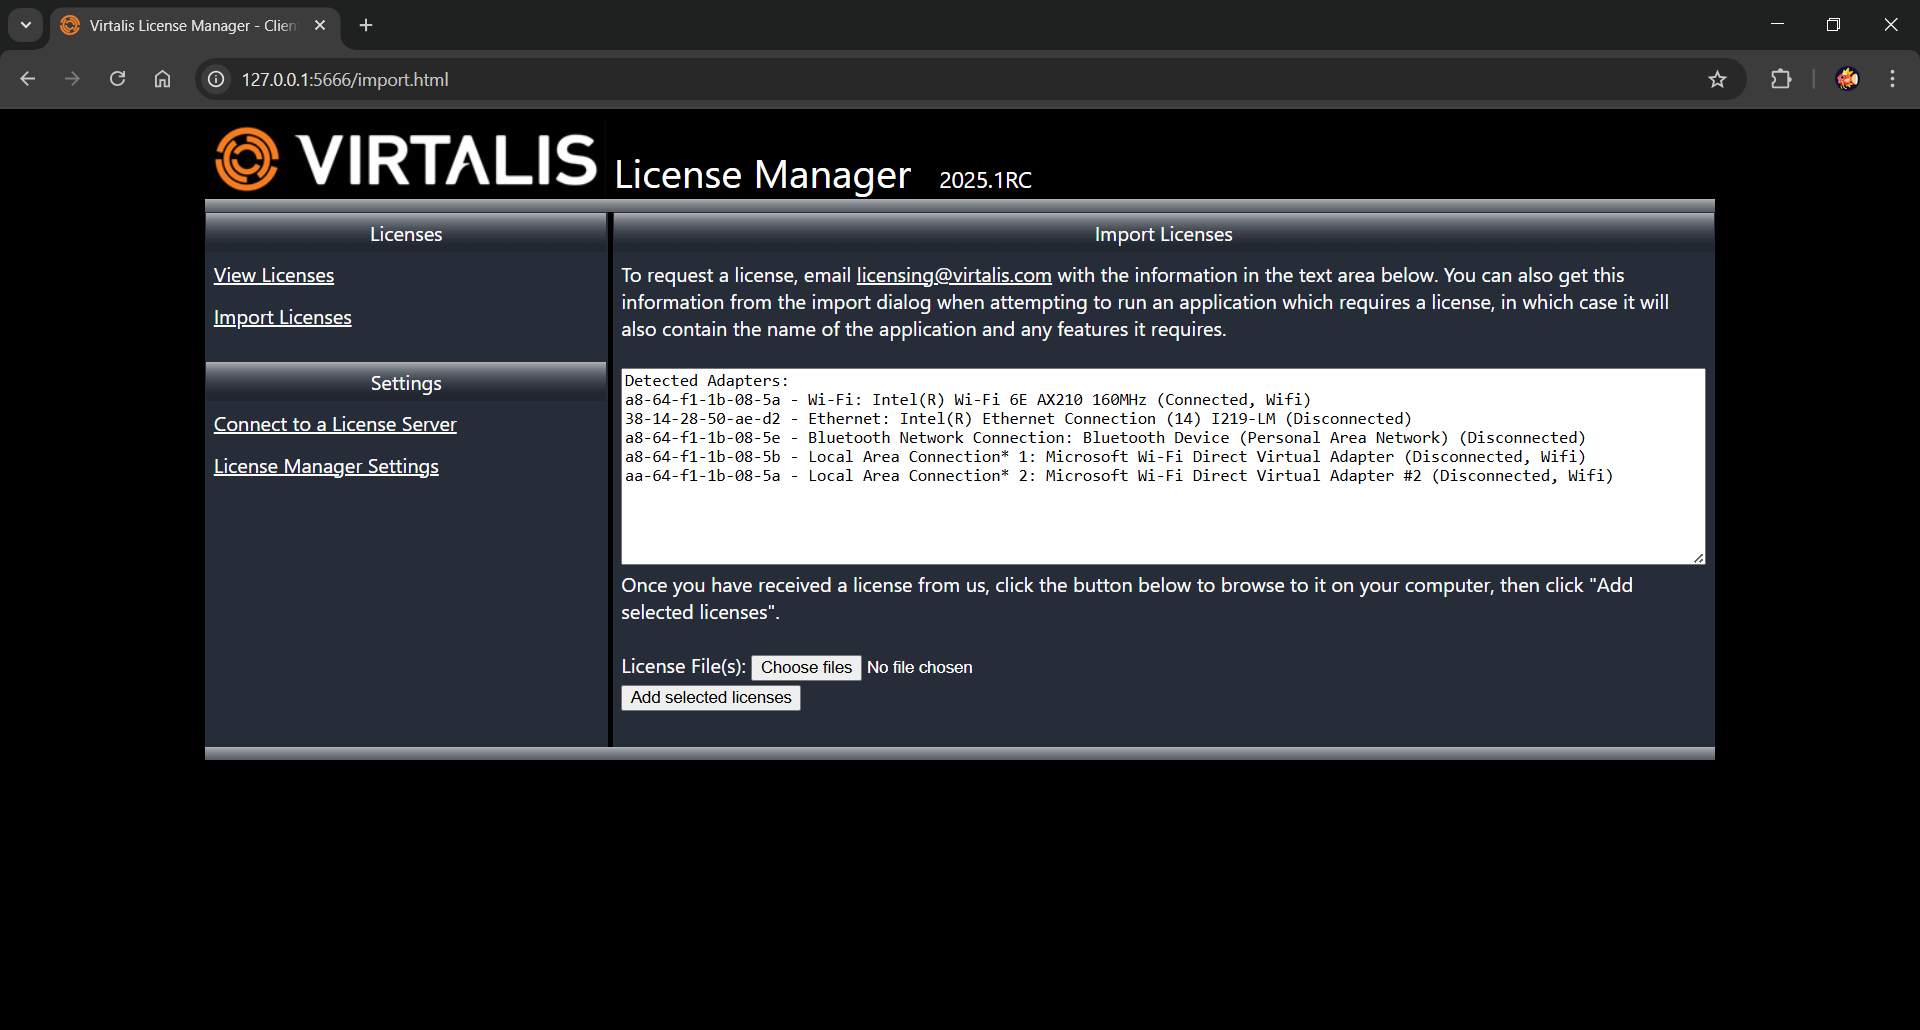 Virtalis License Manager - Clien
127.0.0.1:5666/import.html
VIRTALIS License Manager 2025.1RC
Licenses
View Licenses
Import Licenses
Settings
Connect to a License Server
License Manager Settings
Import Licenses
To request a license, email licensing@virtalis.com with the information in the text area below. You can also get this
information from the import dialog when attempting to run an application which requires a license, in which case it will
also contain the name of the application and any features it requires.
Detected Adapters:
a8-64-f1-1b-08-5a - Wi-Fi: Intel(R) Wi-Fi 6E AX210 160MHz (Connected, Wifi)
38-14-28-50-ae-d2 - Ethernet: Intel(R) Ethernet Connection (14) I219-LM (Disconnected)
a8-64-f1-1b-08-5e - Bluetooth Network Connection: Bluetooth Device (Personal Area Network) (Disconnected)
a8-64-f1-1b-08-5b - Local Area Connection* 1: Microsoft Wi-Fi Direct Virtual Adapter (Disconnected, Wifi)
aa-64-f1-1b-08-5a - Local Area Connection* 2: Microsoft Wi-Fi Direct Virtual Adapter #2 (Disconnected, Wifi)
Once you have received a license from us, click the button below to browse to it on your computer, then click "Add
selected licenses".
License File(s): Choose files No file chosen
Add selected licenses